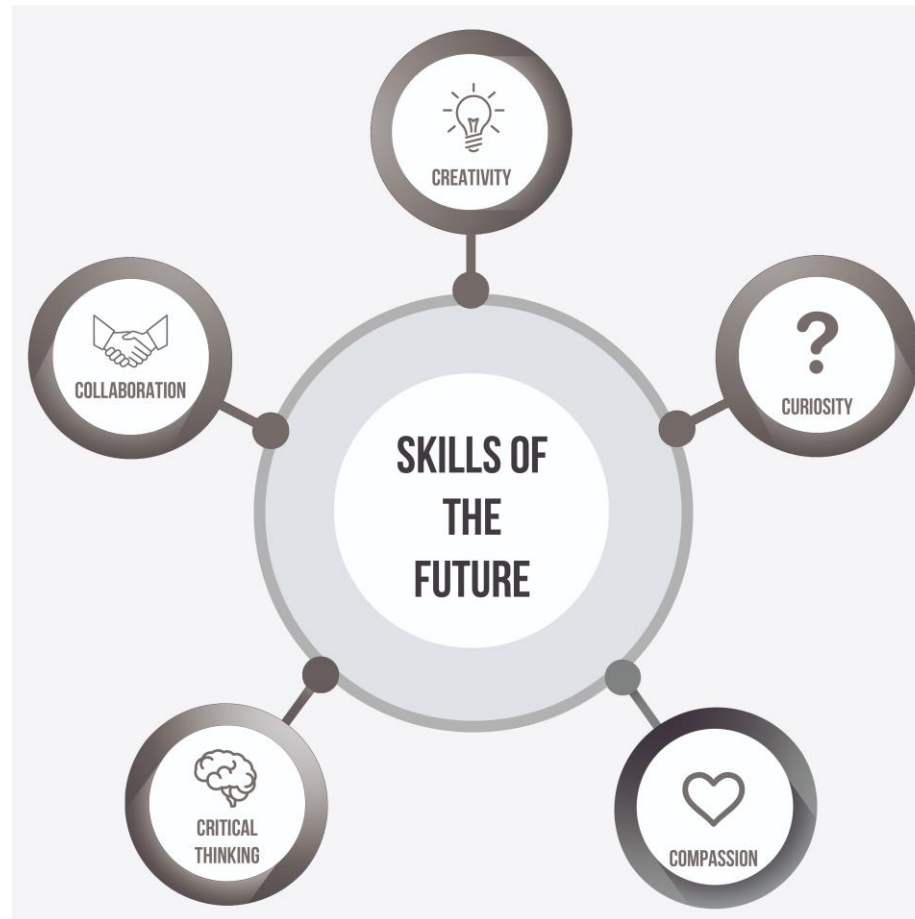 CREATIVITY
COLLABORATION
CURIOSITY
SKILLS OF
THE
FUTURE
CRITICAL
THINKING
COMPASSION